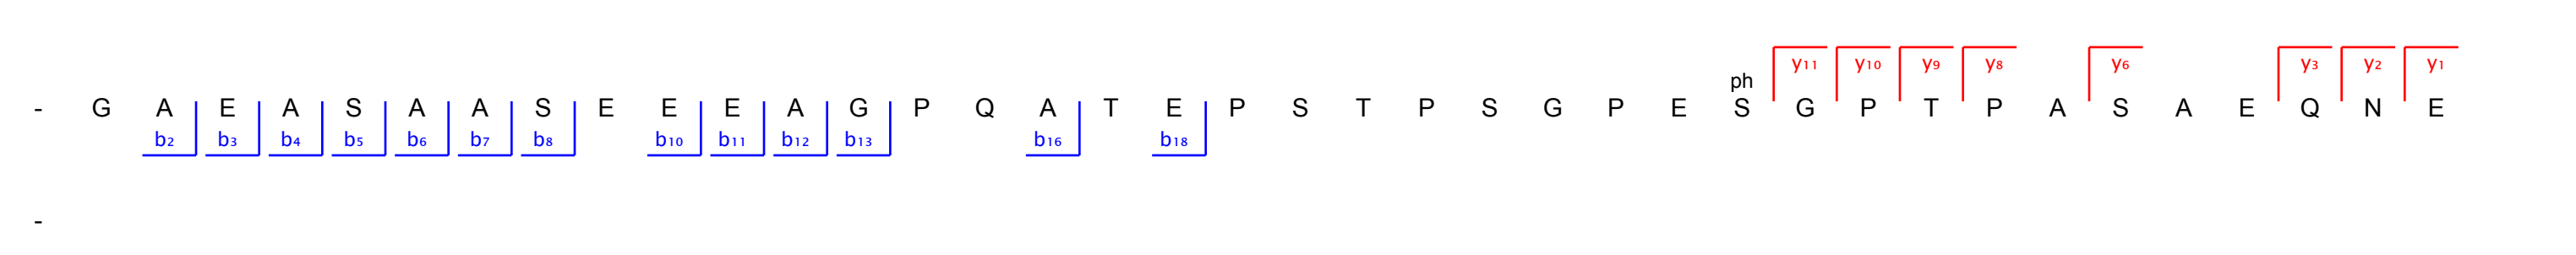 y₁₁ y₁₀ y₉ y₈ y₆ y₃ y₂ y₁
ph
- G A E A S A A S E E E A G P Q A T E P S T P S G P E S G P T P A S A E Q N E
b₂ b₃ b₄ b₅ b₆ b₇ b₈ b₁₀ b₁₁ b₁₂ b₁₃ b₁₆ b₁₈
-